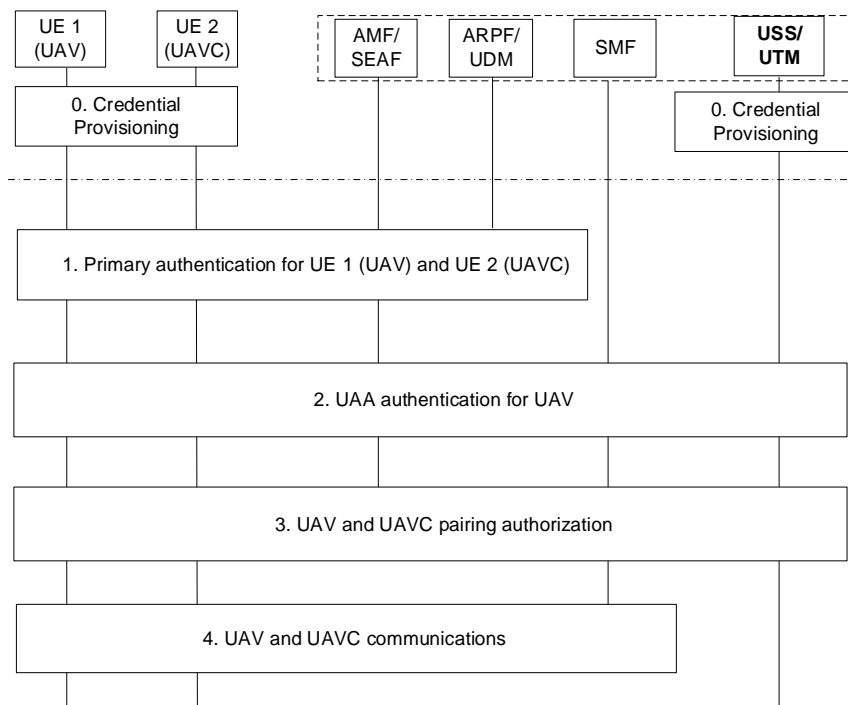 UE 1
(UAV)
UE 2
(UAVC)
AMF/
SEAF
ARPF/
UDM
SMF
USS/
UTM
0. Credential
Provisioning
0. Credential
Provisioning
1. Primary authentication for UE 1 (UAV) and UE 2 (UAVC)
2. UAA authentication for UAV
3. UAV and UAVC pairing authorization
4. UAV and UAVC communications